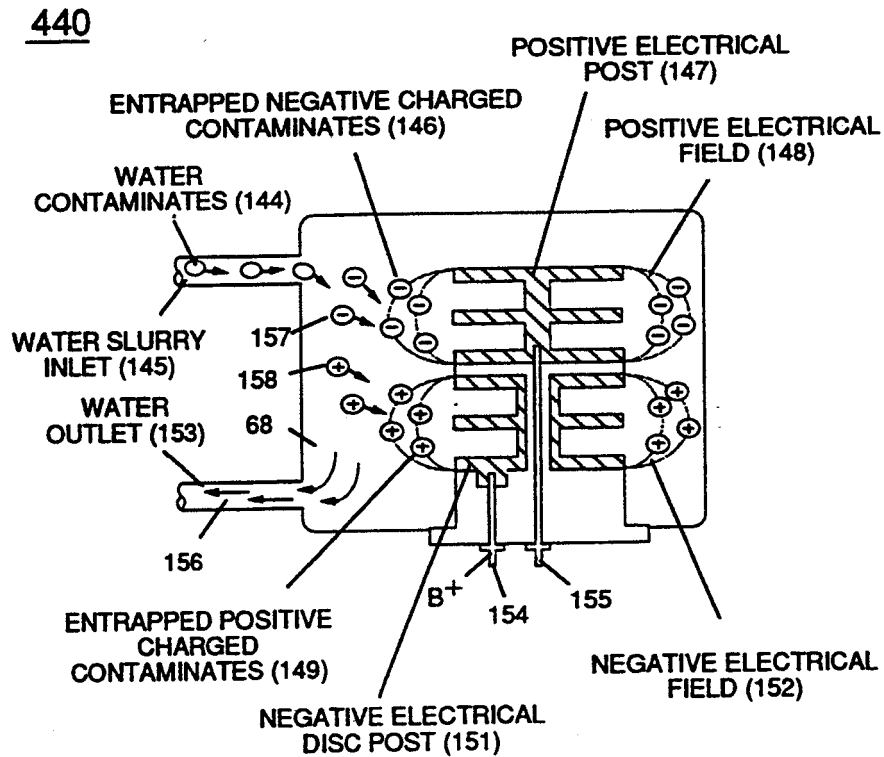 440
POSITIVE ELECTRICAL
POST (147)
ENTRAPPED NEGATIVE CHARGED
CONTAMINATES (146)
POSITIVE ELECTRICAL
FIELD (148)
WATER
CONTAMINATES (144)
WATER SLURRY
INLET (145)
157
158
WATER
OUTLET (153)
68
156
B+
154
155
ENTRAPPED POSITIVE
CHARGED
CONTAMINATES (149)
NEGATIVE ELECTRICAL
FIELD (152)
NEGATIVE ELECTRICAL
DISC POST (151)